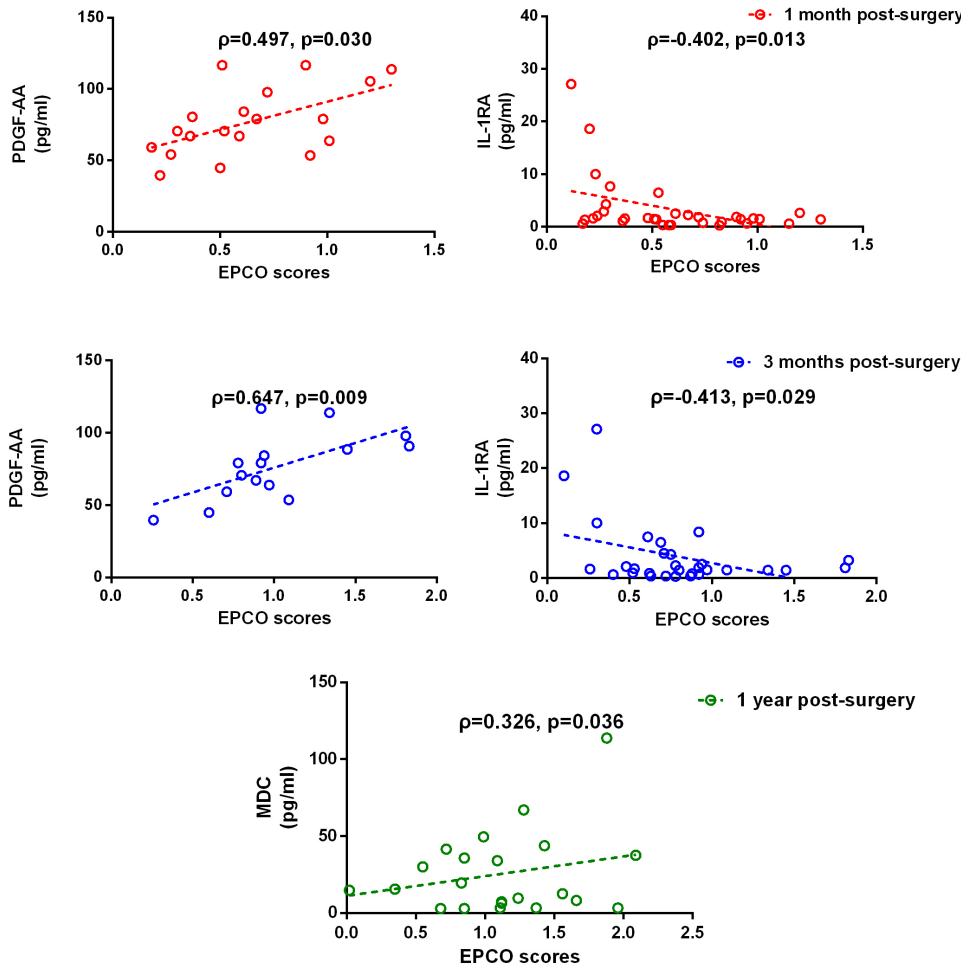 1 month post-surgery
ρ=0.497, p=0.030
PDGF-AA
(pg/ml)
150
100
50
0
0.0 0.5 1.0 1.5
EPCO scores
ρ=-0.402, p=0.013
IL-1RA
(pg/ml)
40
30
20
10
0
0.0 0.5 1.0 1.5
EPCO scores
3 months post-surgery
ρ=0.647, p=0.009
PDGF-AA
(pg/ml)
150
100
50
0
0.0 0.5 1.0 1.5 2.0
EPCO scores
ρ=-0.413, p=0.029
IL-1RA
(pg/ml)
40
30
20
10
0
0.0 0.5 1.0 1.5 2.0
EPCO scores
1 year post-surgery
ρ=0.326, p=0.036
MDC
(pg/ml)
150
100
50
0
0.0 0.5 1.0 1.5 2.0 2.5
EPCO scores